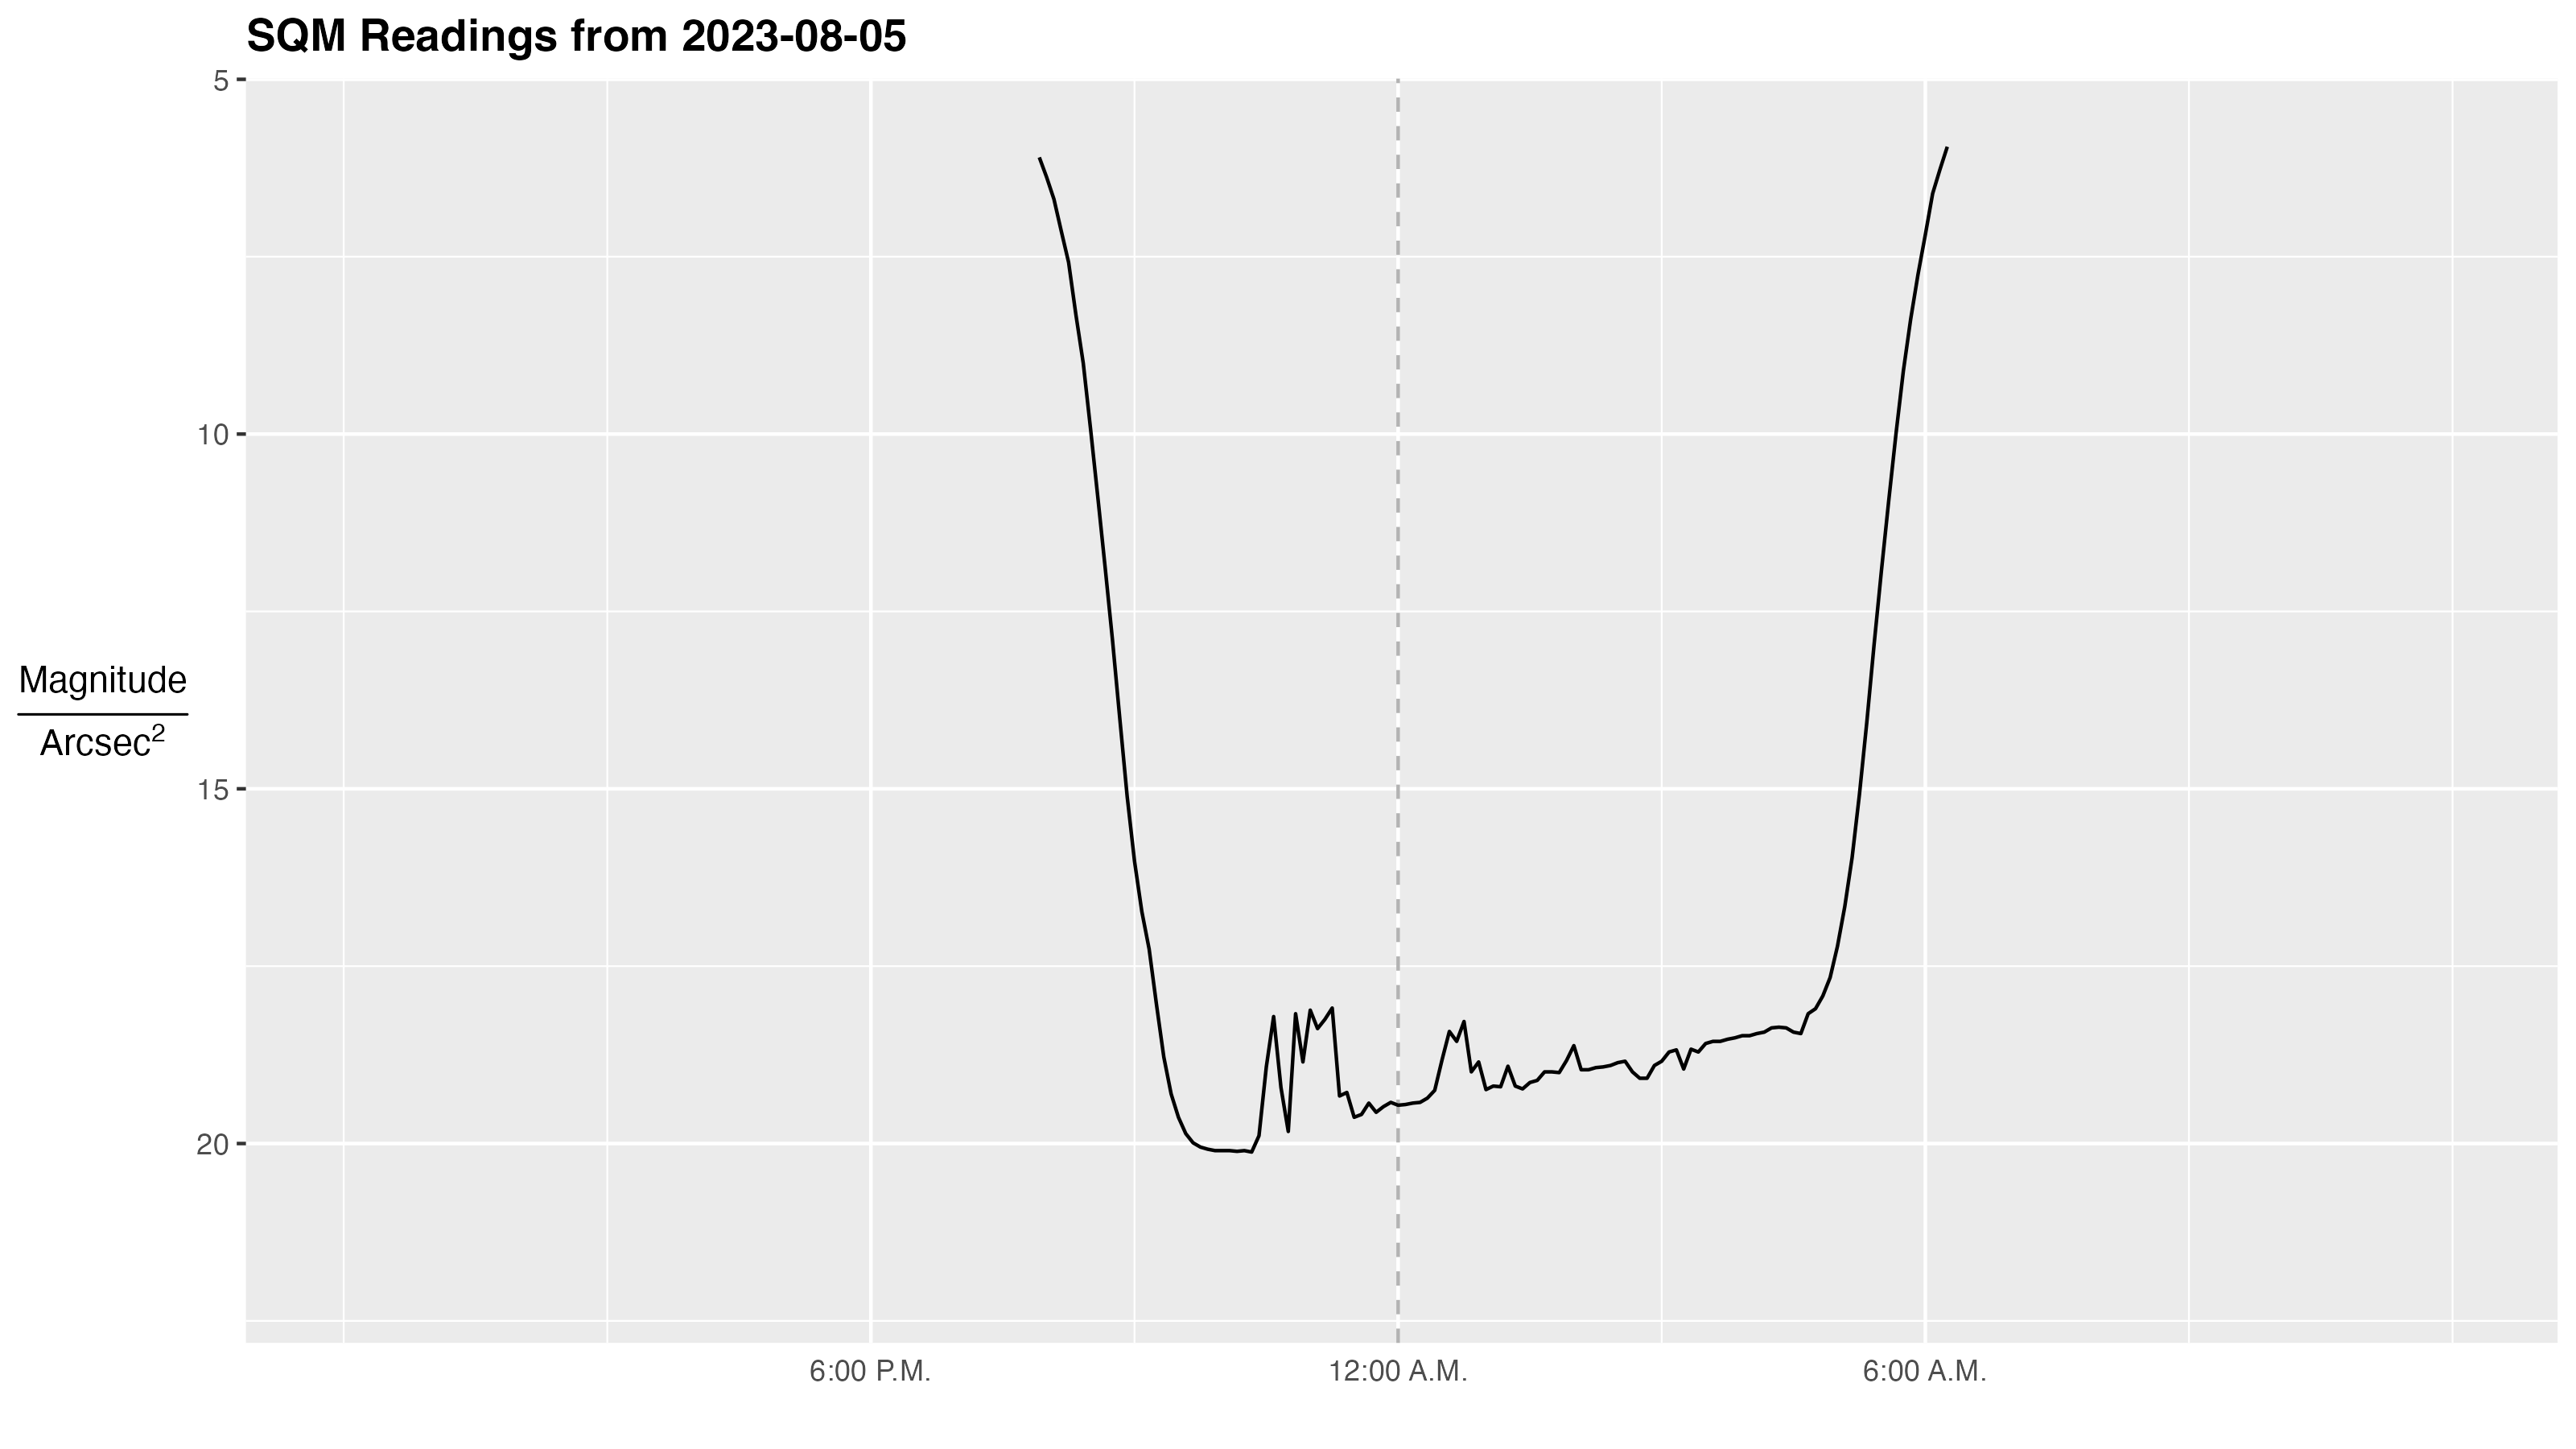 SQM Readings from 2023-08-05
5
10
15
20
Magnitude
Arcsec²
6:00 P.M.
12:00 A.M.
6:00 A.M.